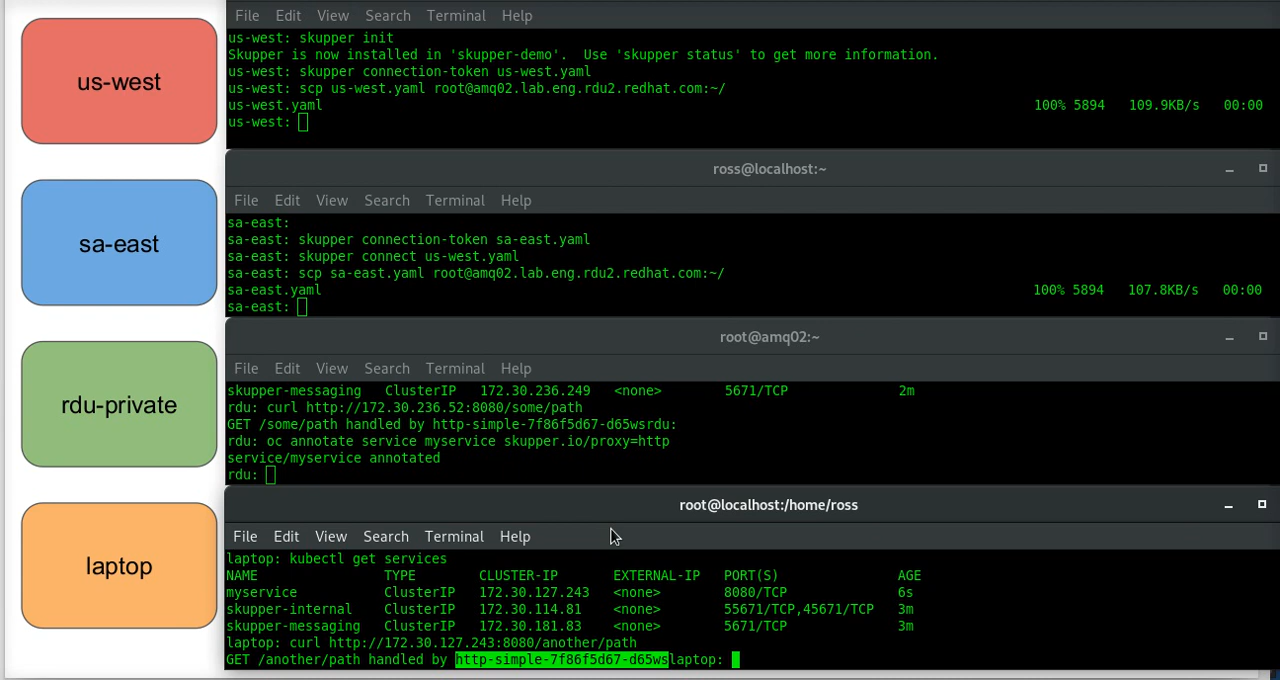 us-west
sa-east
rdu-private
laptop
File Edit View Search Terminal Help
us-west: skupper init
Skupper is now installed in 'skupper-demo'.  Use 'skupper status' to get more information.
us-west: skupper connection-token us-west.yaml
us-west: scp us-west.yaml root@amq02.lab.eng.rdu2.redhat.com:~/
us-west.yaml 100% 5894 109.9KB/s 00:00
us-west:
ross@localhost:~
File Edit View Search Terminal Help
sa-east:
sa-east: skupper connection-token sa-east.yaml
sa-east: skupper connect us-west.yaml
sa-east: scp sa-east.yaml root@amq02.lab.eng.rdu2.redhat.com:~/
sa-east.yaml 100% 5894 107.8KB/s 00:00
sa-east:
root@amq02:~
File Edit View Search Terminal Help
skupper-messaging ClusterIP 172.30.236.249 <none> 5671/TCP 2m
rdu: curl http://172.30.236.52:8080/some/path
GET /some/path handled by http-simple-7f86f5d67-d65wsrdu:
rdu: oc annotate service myservice skupper.io/proxy=http
service/myservice annotated
rdu:
root@localhost:/home/ross
File Edit View Search Terminal Help
laptop: kubectl get services
NAME TYPE CLUSTER-IP EXTERNAL-IP PORT(S) AGE
myservice ClusterIP 172.30.127.243 <none> 8080/TCP 6s
skupper-internal ClusterIP 172.30.114.81 <none> 55671/TCP,45671/TCP 3m
skupper-messaging ClusterIP 172.30.181.83 <none> 5671/TCP 3m
laptop: curl http://172.30.127.243:8080/another/path
GET /another/path handled by http-simple-7f86f5d67-d65wslaptop: